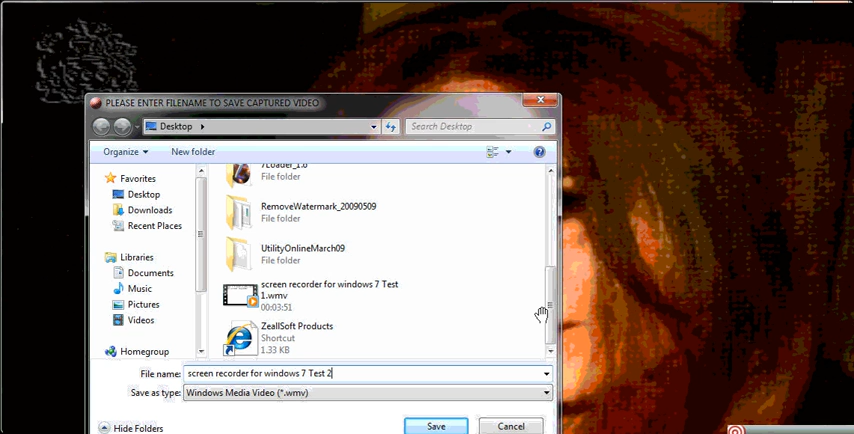 PLEASE ENTER FILENAME TO SAVE CAPTURED VIDEO
Desktop
Search Desktop
Organize
New folder
Favorites
Desktop
Downloads
Recent Places
Libraries
Documents
Music
Pictures
Videos
Homegroup
7Loader_1.6
File folder
RemoveWatermark_20090509
File folder
UtilityOnlineMarch09
File folder
screen recorder for windows 7 Test
1.wmv
00:03:51
ZeallSoft Products
Shortcut
1.33 KB
File name:
screen recorder for windows 7 Test 2
Save as type:
Windows Media Video (*.wmv)
Hide Folders
Save
Cancel